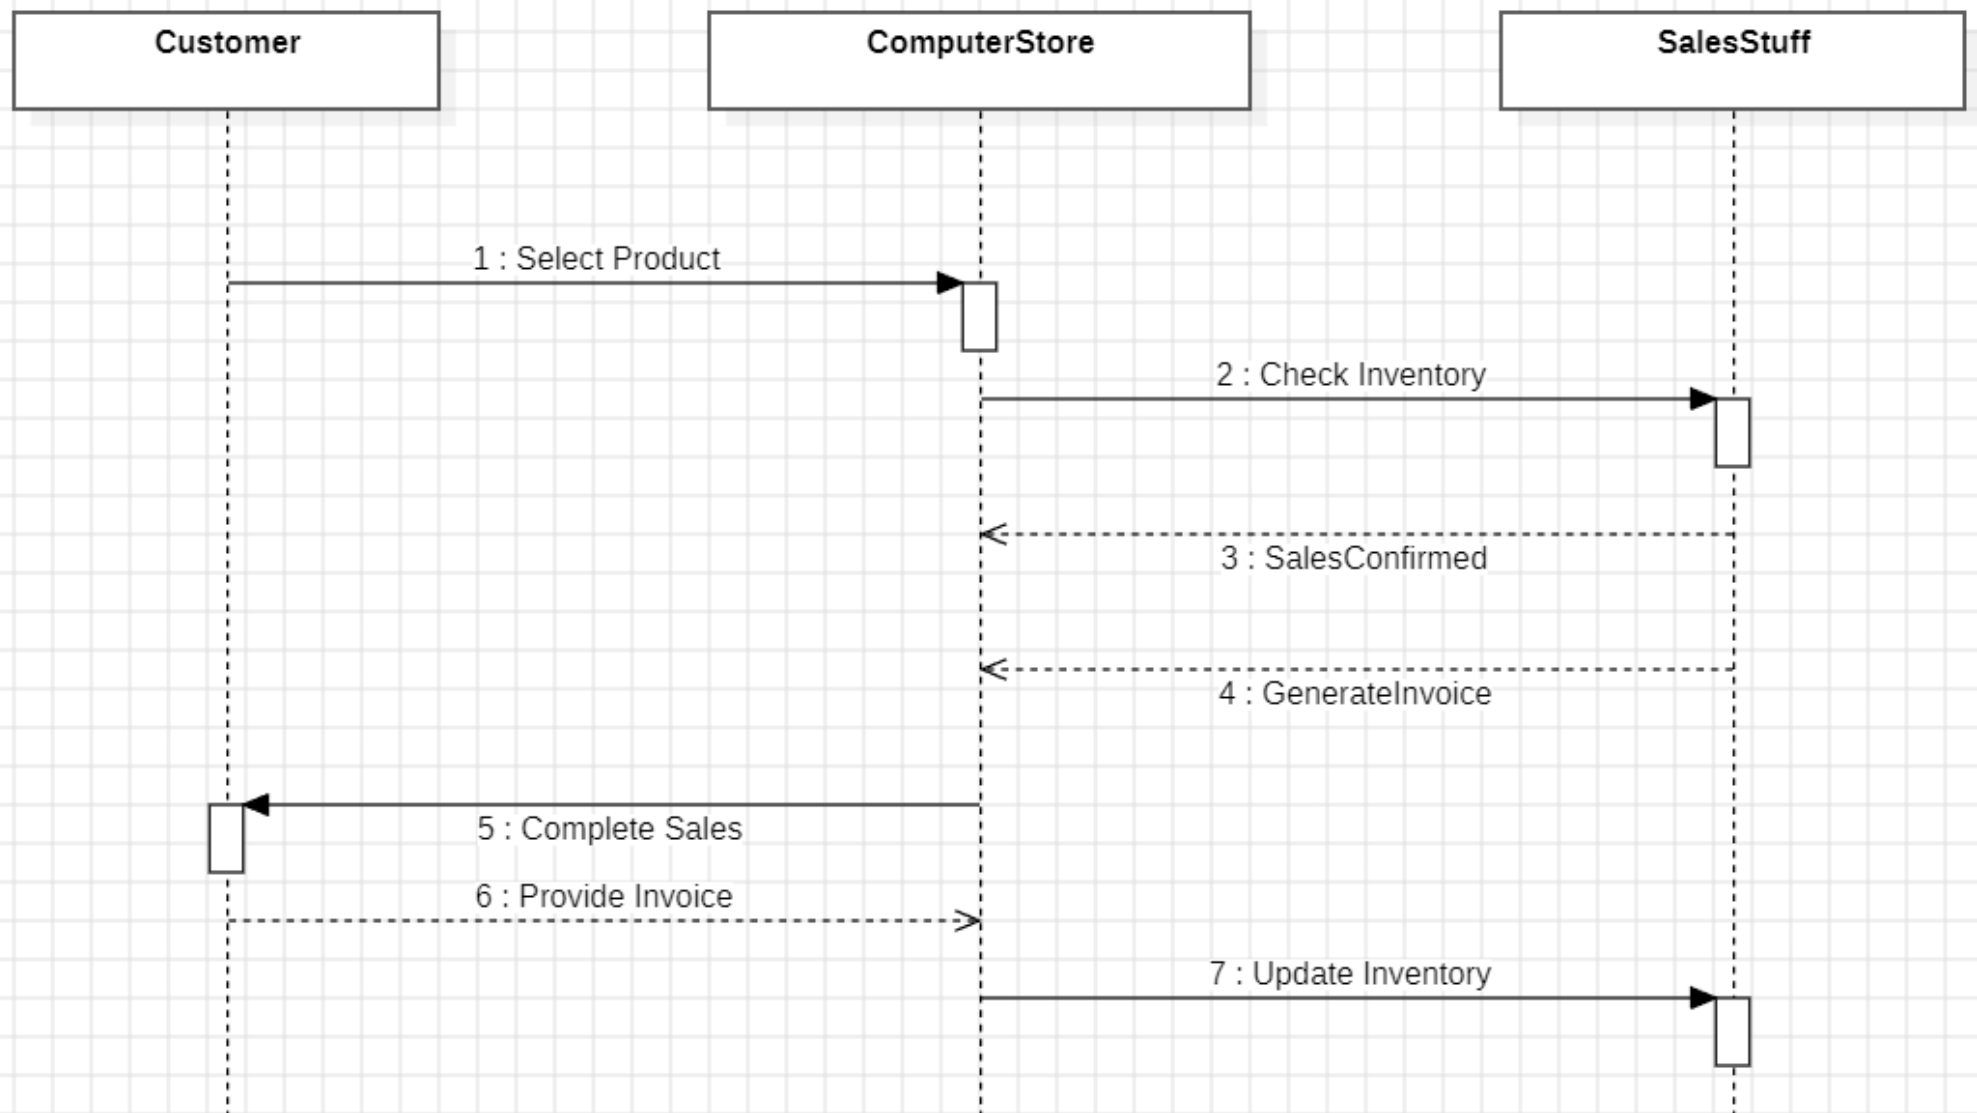 Customer
ComputerStore
SalesStuff
1 : Select Product
2 : Check Inventory
3 : SalesConfirmed
4 : GenerateInvoice
5 : Complete Sales
6 : Provide Invoice
7 : Update Inventory